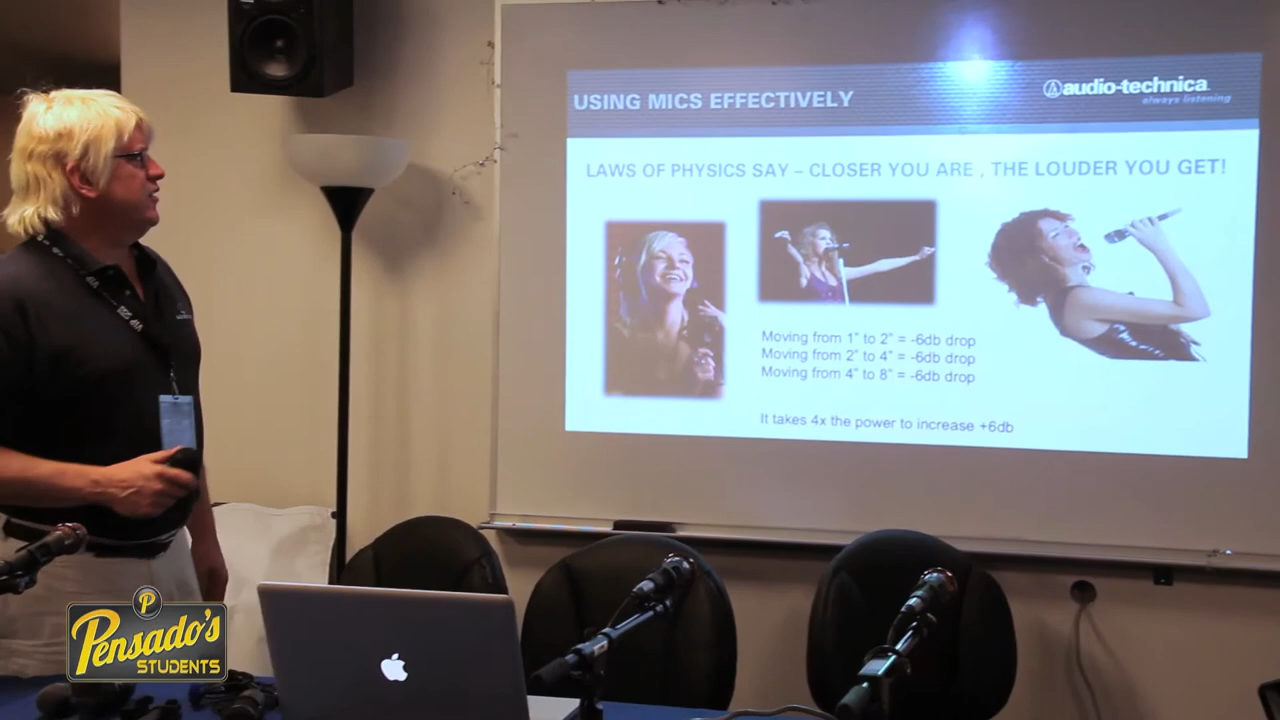 USING MICS EFFECTIVELY
audio-technica
always listening
LAWS OF PHYSICS SAY – CLOSER YOU ARE , THE LOUDER YOU GET!
Moving from 1" to 2" = -6db drop
Moving from 2" to 4" = -6db drop
Moving from 4" to 8" = -6db drop
It takes 4x the power to increase +6db
VIP
P
Pensado's
STUDENTS